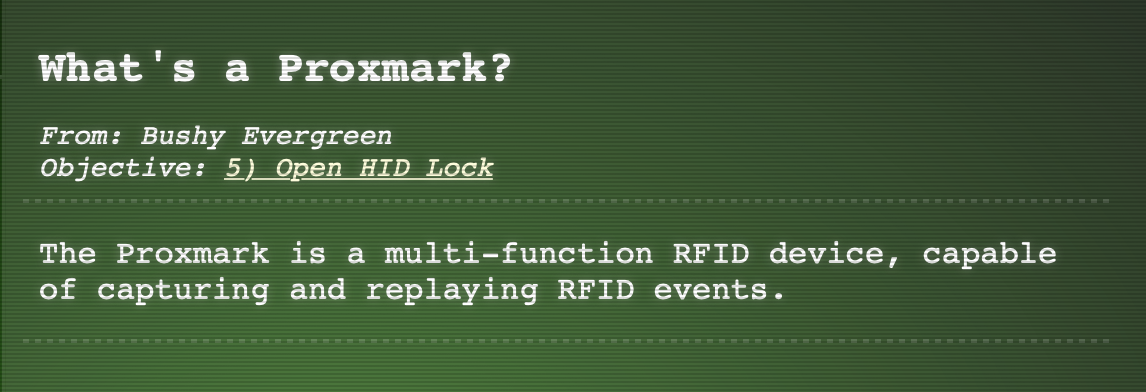 What's a Proxmark?
From: Bushy Evergreen
Objective: 5) Open HID Lock
The Proxmark is a multi-function RFID device, capable
of capturing and replaying RFID events.